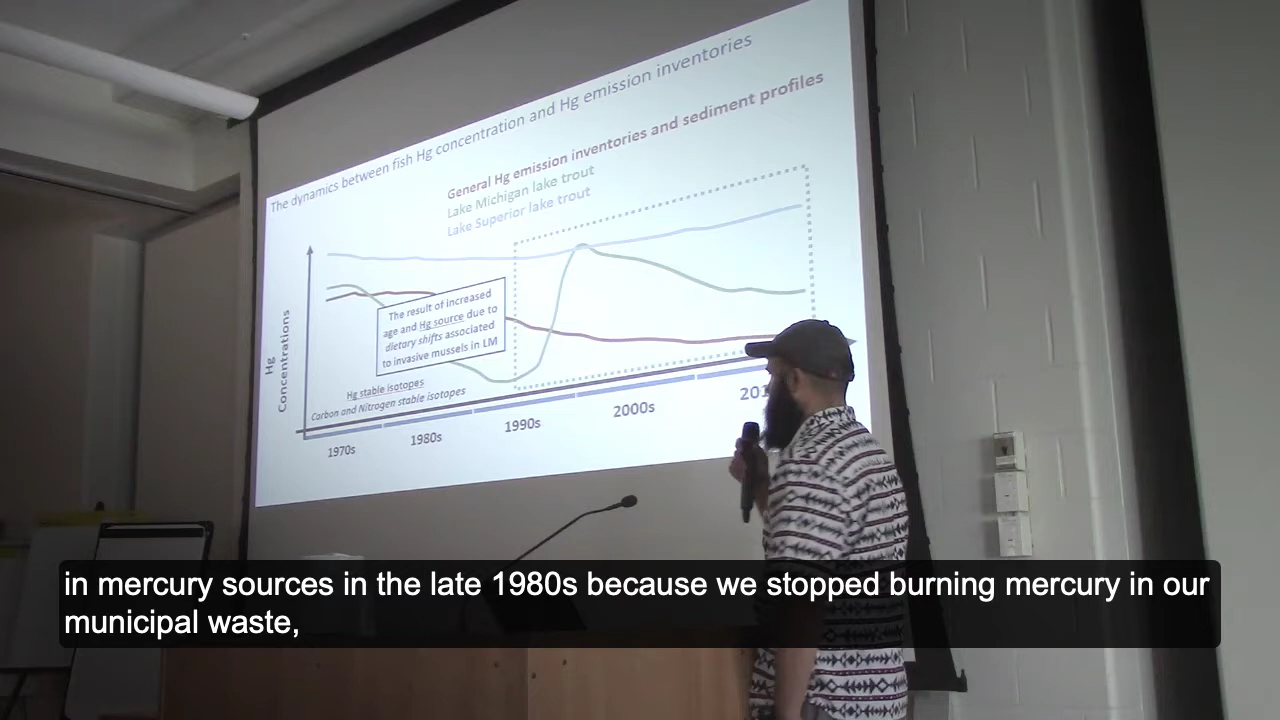 The dynamics between fish Hg concentration and Hg emission inventories
General Hg emission inventories and sediment profiles
Lake Michigan lake trout
Lake Superior lake trout
Hg
Concentrations
The result of increased
age and Hg source due to
dietary shifts associated
to invasive mussels in LM
Hg stable isotopes
Carbon and Nitrogen stable isotopes
1970s
1980s
1990s
2000s
in mercury sources in the late 1980s because we stopped burning mercury in our
municipal waste,